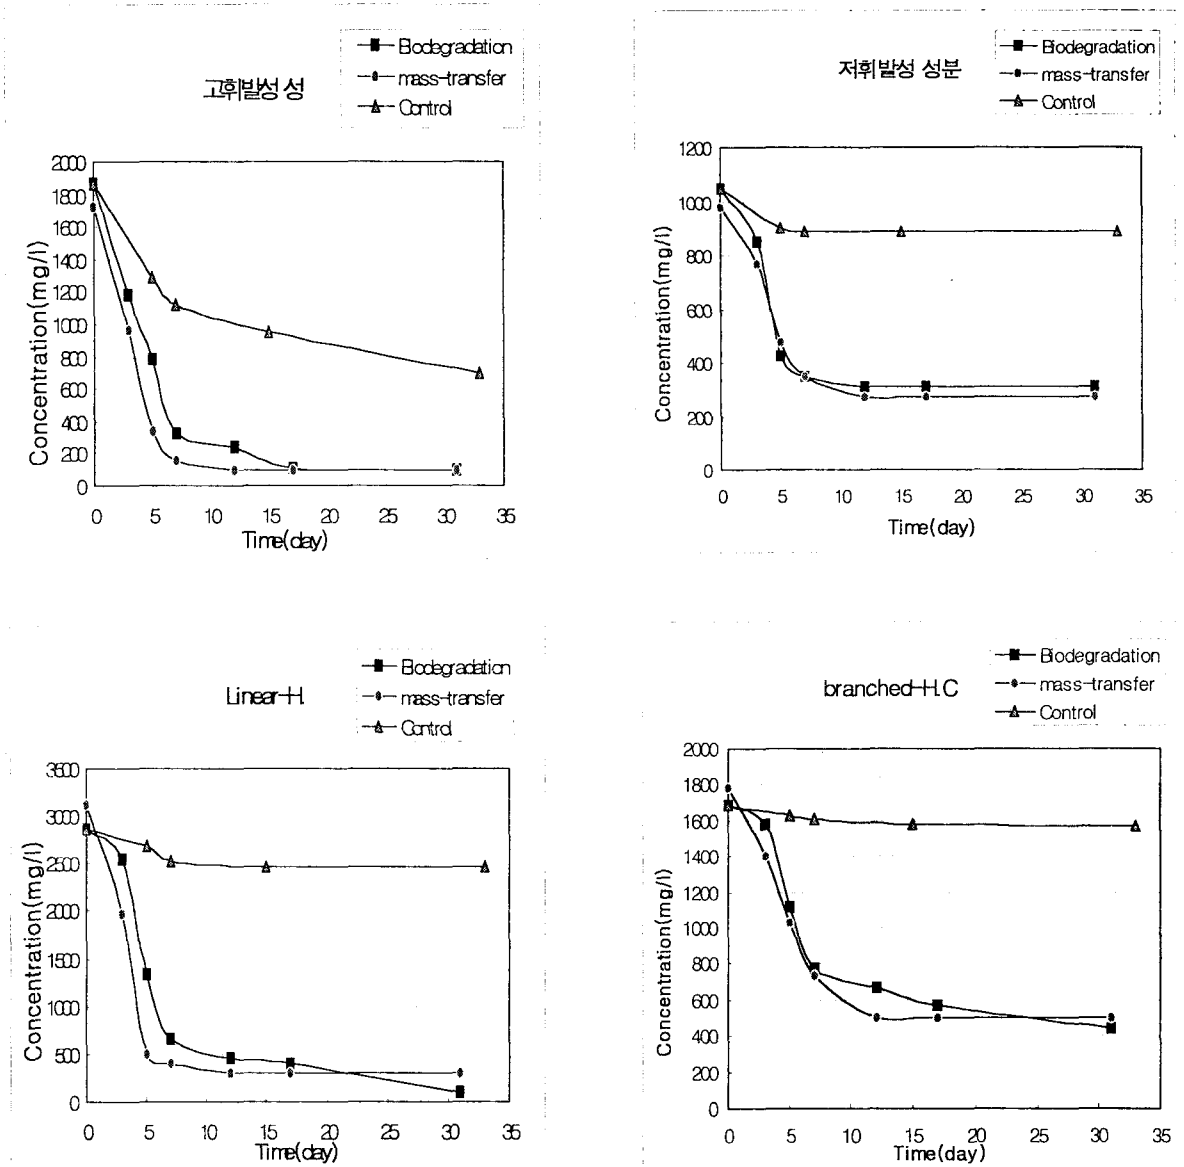 Biodegradation
mass-transfer
Control
고휘발성 성
2000
1800
1600
1400
1200
1000
800
600
400
200
0
0 5 10 15 20 25 30 35
Concentration(mg/l)
Time(day)
Biodegradation
mass-transfer
Control
저휘발성 성분
1200
1000
800
600
400
200
0
0 5 10 15 20 25 30 35
Concentration(mg/l)
Time(day)
Biodegradation
mass-transfer
Control
Linear-H.
3500
3000
2500
2000
1500
1000
500
0
0 5 10 15 20 25 30 35
Concentration(mg/l)
Time(day)
Biodegradation
mass-transfer
Control
branched-H.C
2000
1800
1600
1400
1200
1000
800
600
400
200
0
0 5 10 15 20 25 30 35
Concentration(mg/l)
Time(day)